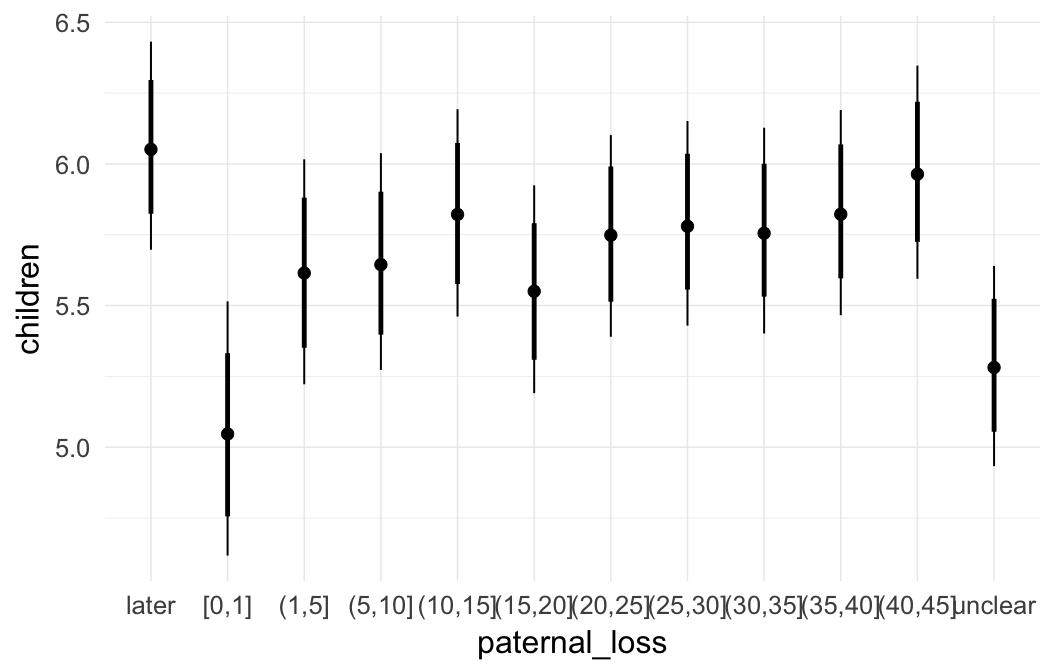 6.5
6.0
5.5
5.0
children
later [0,1] (1,5] (5,10] (10,15] (15,20] (20,25] (25,30] (30,35] (35,40] (40,45] unclear
paternal_loss